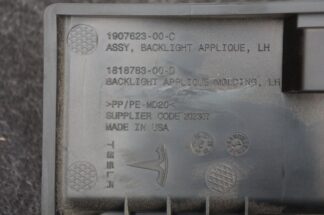 1907623-00-C
ASSY, BACKLIGHT APPLIQUE, LH
1818763-00-D
BACKLIGHT APPLIQUE MOLDING, LH
>PP/PE-MD20<
SUPPLIER CODE 202307
MADE IN USA
TESLA